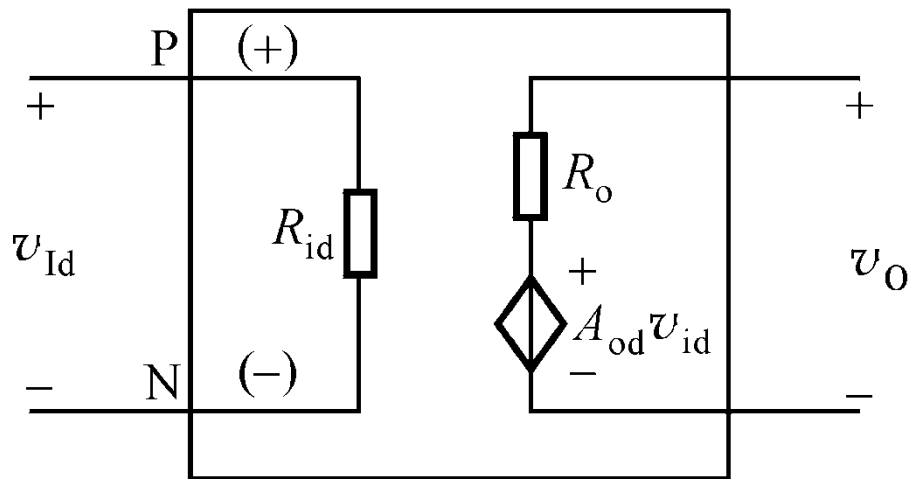 P (+)
+ +
R_o
v_Id R_id v_O
+
A_od v_id
−
− N (−) −